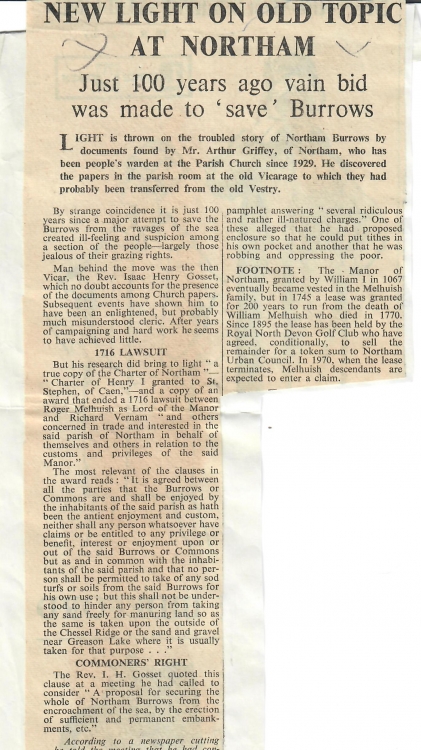 NEW LIGHT ON OLD TOPIC
AT NORTHAM
Just 100 years ago vain bid
was made to ‘save’ Burrows
LIGHT is thrown on the troubled story of Northam Burrows by
documents found by Mr. Arthur Griffey, of Northam, who has
been people's warden at the Parish Church since 1929. He discovered
the papers in the parish room at the old Vicarage to which they had
probably been transferred from the old Vestry.
By strange coincidence it is just 100
years since a major attempt to save the
Burrows from the ravages of the sea
created ill-feeling and suspicion among
a section of the people—largely those
jealous of their grazing rights.
Man behind the move was the then
Vicar, the Rev. Isaac Henry Gosset,
which no doubt accounts for the presence
of the documents among Church papers.
Subsequent events have shown him to
have been an enlightened, but probably
much misunderstood cleric. After years
of campaigning and hard work he seems
to have achieved little.
1716 LAWSUIT
But his research did bring to light “ a
true copy of the Charter of Northam ”—
“ Charter of Henry I granted to St.
Stephen, of Caen,”—and a copy of an
award that ended a 1716 lawsuit between
Roger Melhuish as Lord of the Manor
and Richard Vernam “ and others
concerned in trade and interested in the
said parish of Northam in behalf of
themselves and others in relation to the
customs and privileges of the said
Manor.”
The most relevant of the clauses in
the award reads : “ It is agreed between
all the parties that the Burrows or
Commons are and shall be enjoyed by
the inhabitants of the said parish as hath
been the antient enjoyment and custom,
neither shall any person whatsoever have
claims or be entitled to any privilege or
benefit, interest or enjoyment upon or
out of the said Burrows or Commons
but as and in common with the inhabi-
tants of the said parish and that no per-
son shall be permitted to take of any sod
turfs or soils from the said Burrows for
his own use ; but this shall not be under-
stood to hinder any person from taking
any sand freely for manuring land so as
the same is taken upon the outside of
the Chessel Ridge or the sand and gravel
near Greason Lake where it is usually
taken for that purpose . . .”
COMMONERS' RIGHT
The Rev. I. H. Gosset quoted this
clause at a meeting he had called to
consider “ A proposal for securing the
whole of Northam Burrows from the
encroachment of the sea, by the erection
of sufficient and permanent embank-
ments, etc.”
According to a newspaper cutting
he told the meeting that he had con-
pamphlet answering “ several ridiculous
and rather ill-natured charges.” One of
these alleged that he had proposed
enclosure so that he could put tithes in
his own pocket and another that he was
robbing and oppressing the poor.
FOOTNOTE : The Manor of
Northam, granted by William I in 1067
eventually became vested in the Melhuish
family, but in 1745 a lease was granted
for 200 years to run from the death of
William Melhuish who died in 1770.
Since 1895 the lease has been held by the
Royal North Devon Golf Club who have
agreed, conditionally, to sell the
remainder for a token sum to Northam
Urban Council. In 1970, when the lease
terminates, Melhuish descendants are
expected to enter a claim.